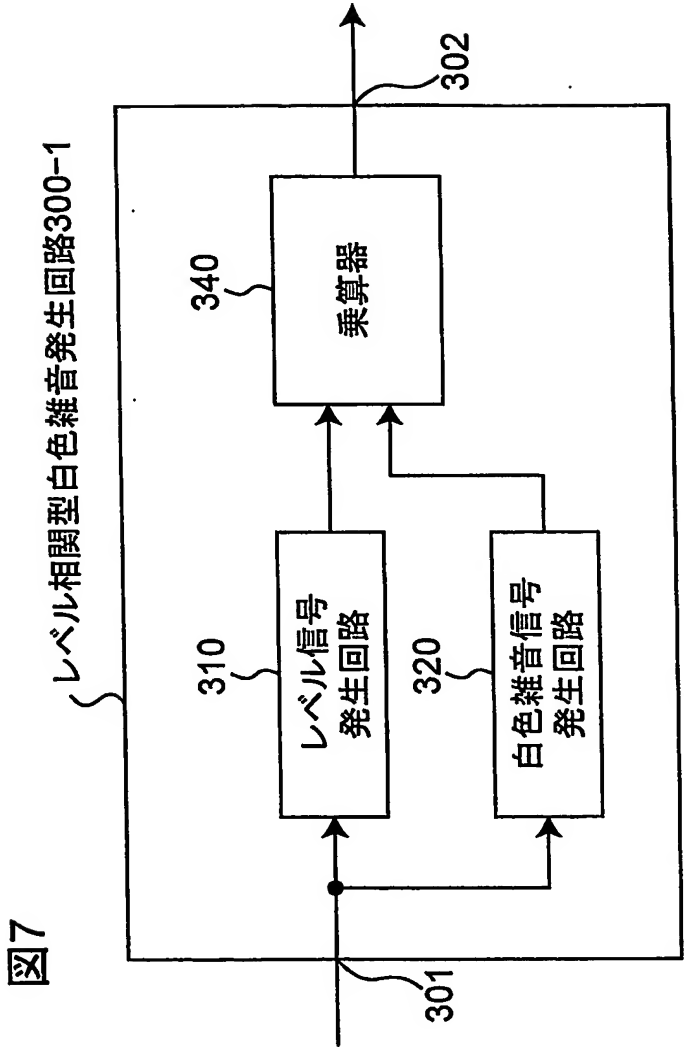 図7
レベル相関型白色雑音発生回路300-1
301
310
レベル信号
発生回路
320
白色雑音信号
発生回路
340
乗算器
302